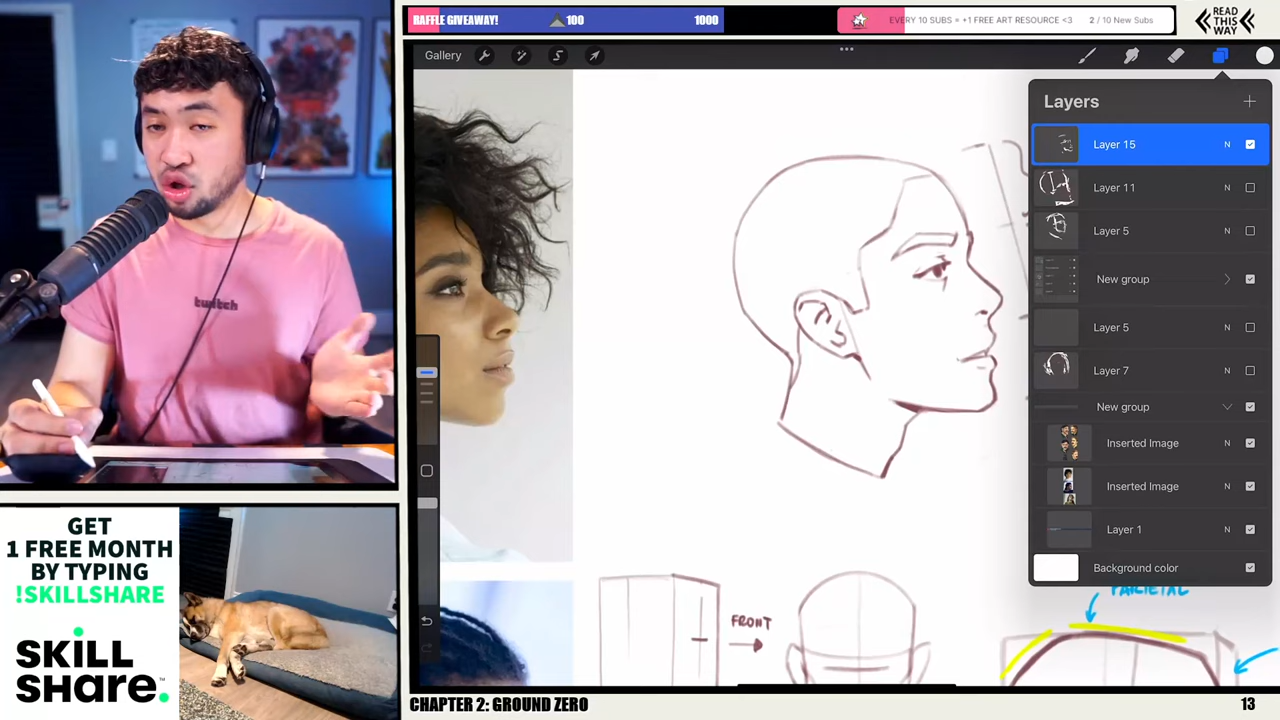 RAFFLE GIVEAWAY!
100
1000
EVERY 10 SUBS = +1 FREE ART RESOURCE <3
2 / 10 New Subs
READ
THIS
WAY
Gallery
Layers
Layer 15 N
Layer 11 N
Layer 5 N
New group
Layer 5 N
Layer 7 N
New group
Inserted Image N
Inserted Image N
Layer 1 N
Background color
twitch
FRONT
PARIETAL
GET
1 FREE MONTH
BY TYPING
!SKILLSHARE
SKILL
SHare.
CHAPTER 2: GROUND ZERO
13